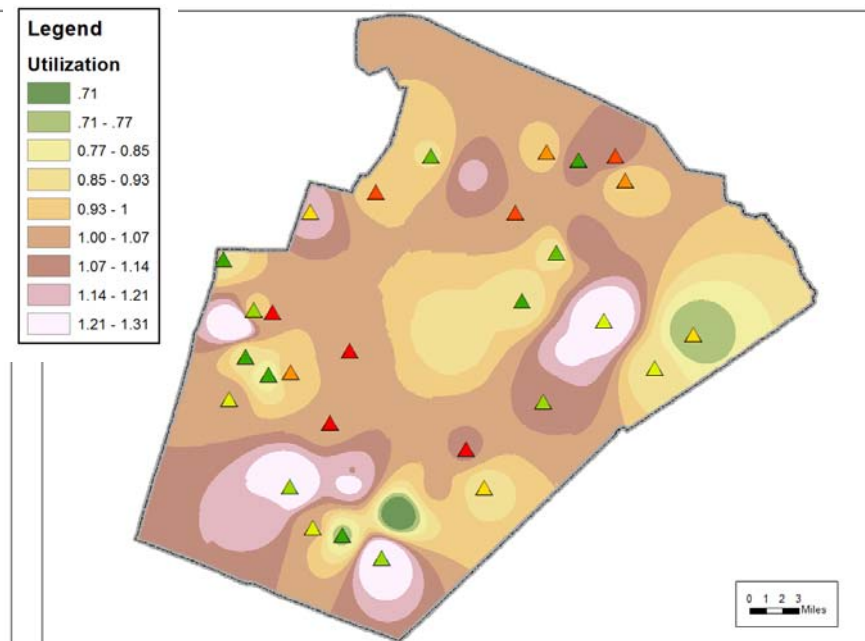 Legend
Utilization
.71
.71 - .77
0.77 - 0.85
0.85 - 0.93
0.93 - 1
1.00 - 1.07
1.07 - 1.14
1.14 - 1.21
1.21 - 1.31
0 1 2 3
Miles